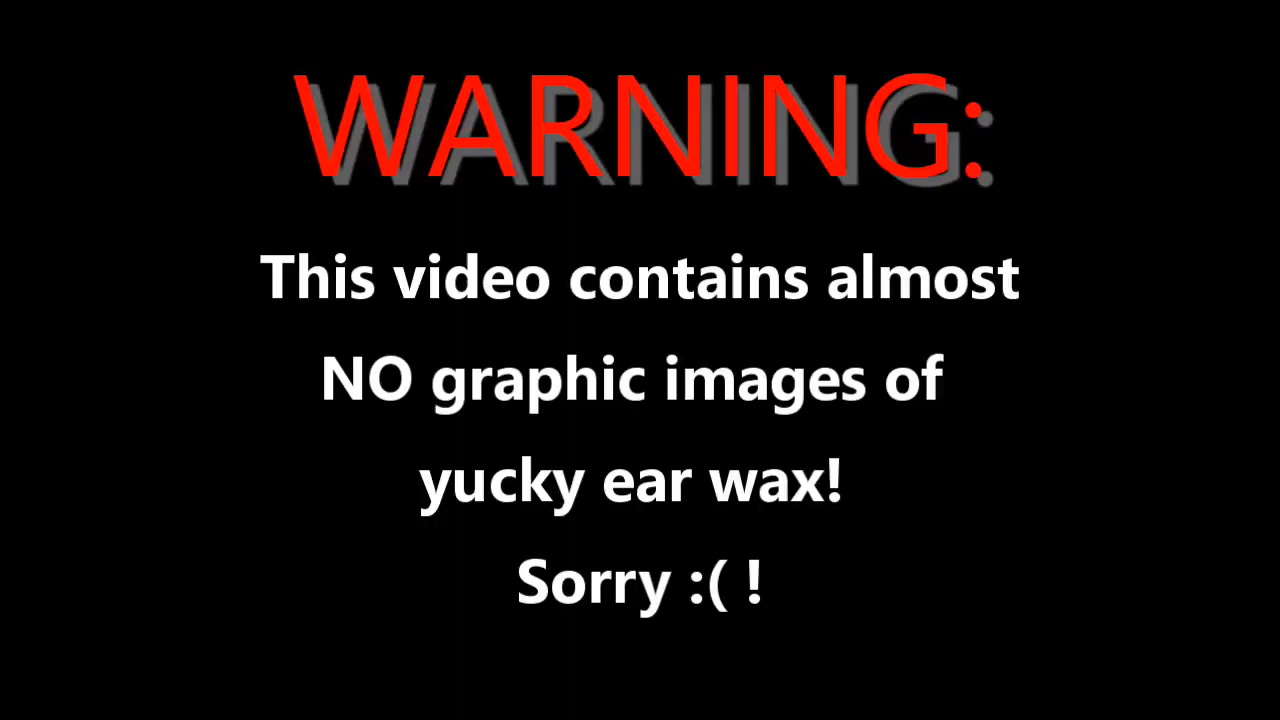 WARNING:
This video contains almost
NO graphic images of
yucky ear wax!
Sorry :( !